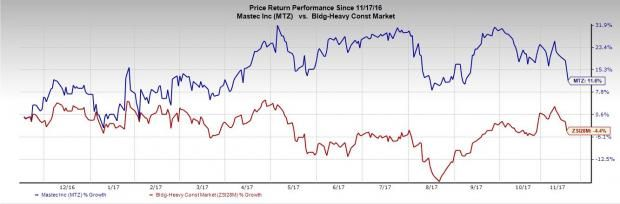 Price Return Performance Since 11/17/16
Mastec Inc (MTZ) vs. Bldg-Heavy Const Market
31.9%
23.4%
15.3%
MTZ: 11.6%
7.8%
0.6%
ZSI28M: -4.4%
-6.1%
-12.5%
12/16 1/17 2/17 3/17 4/17 5/17 6/17 7/17 8/17 9/17 10/17 11/17
Mastec Inc (MTZ) % Growth Bldg-Heavy Const Market (ZSI28M) % Growth